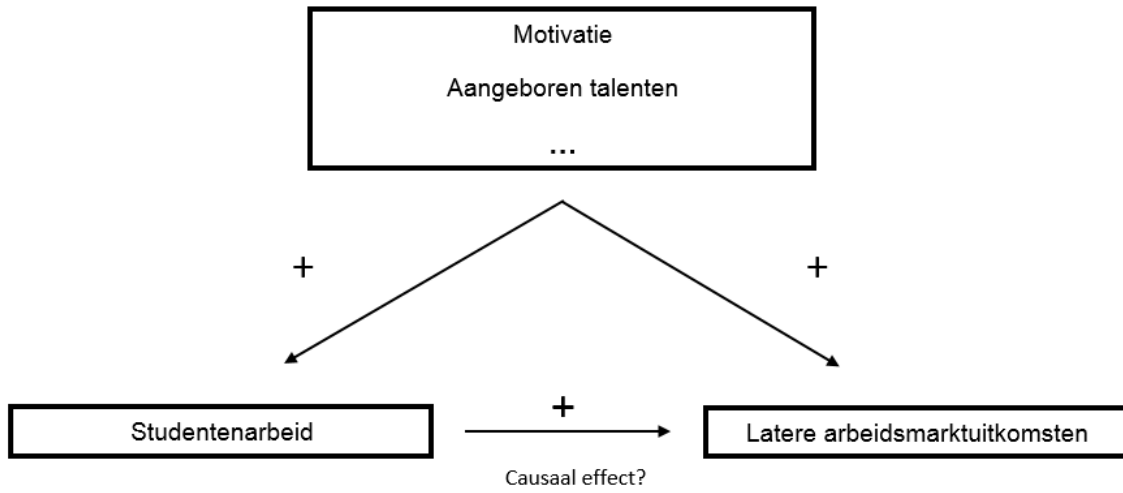 Motivatie
Aangeboren talenten
...
+
+
+
Studentenarbeid
Latere arbeidsmarktuitkomsten
Causaal effect?